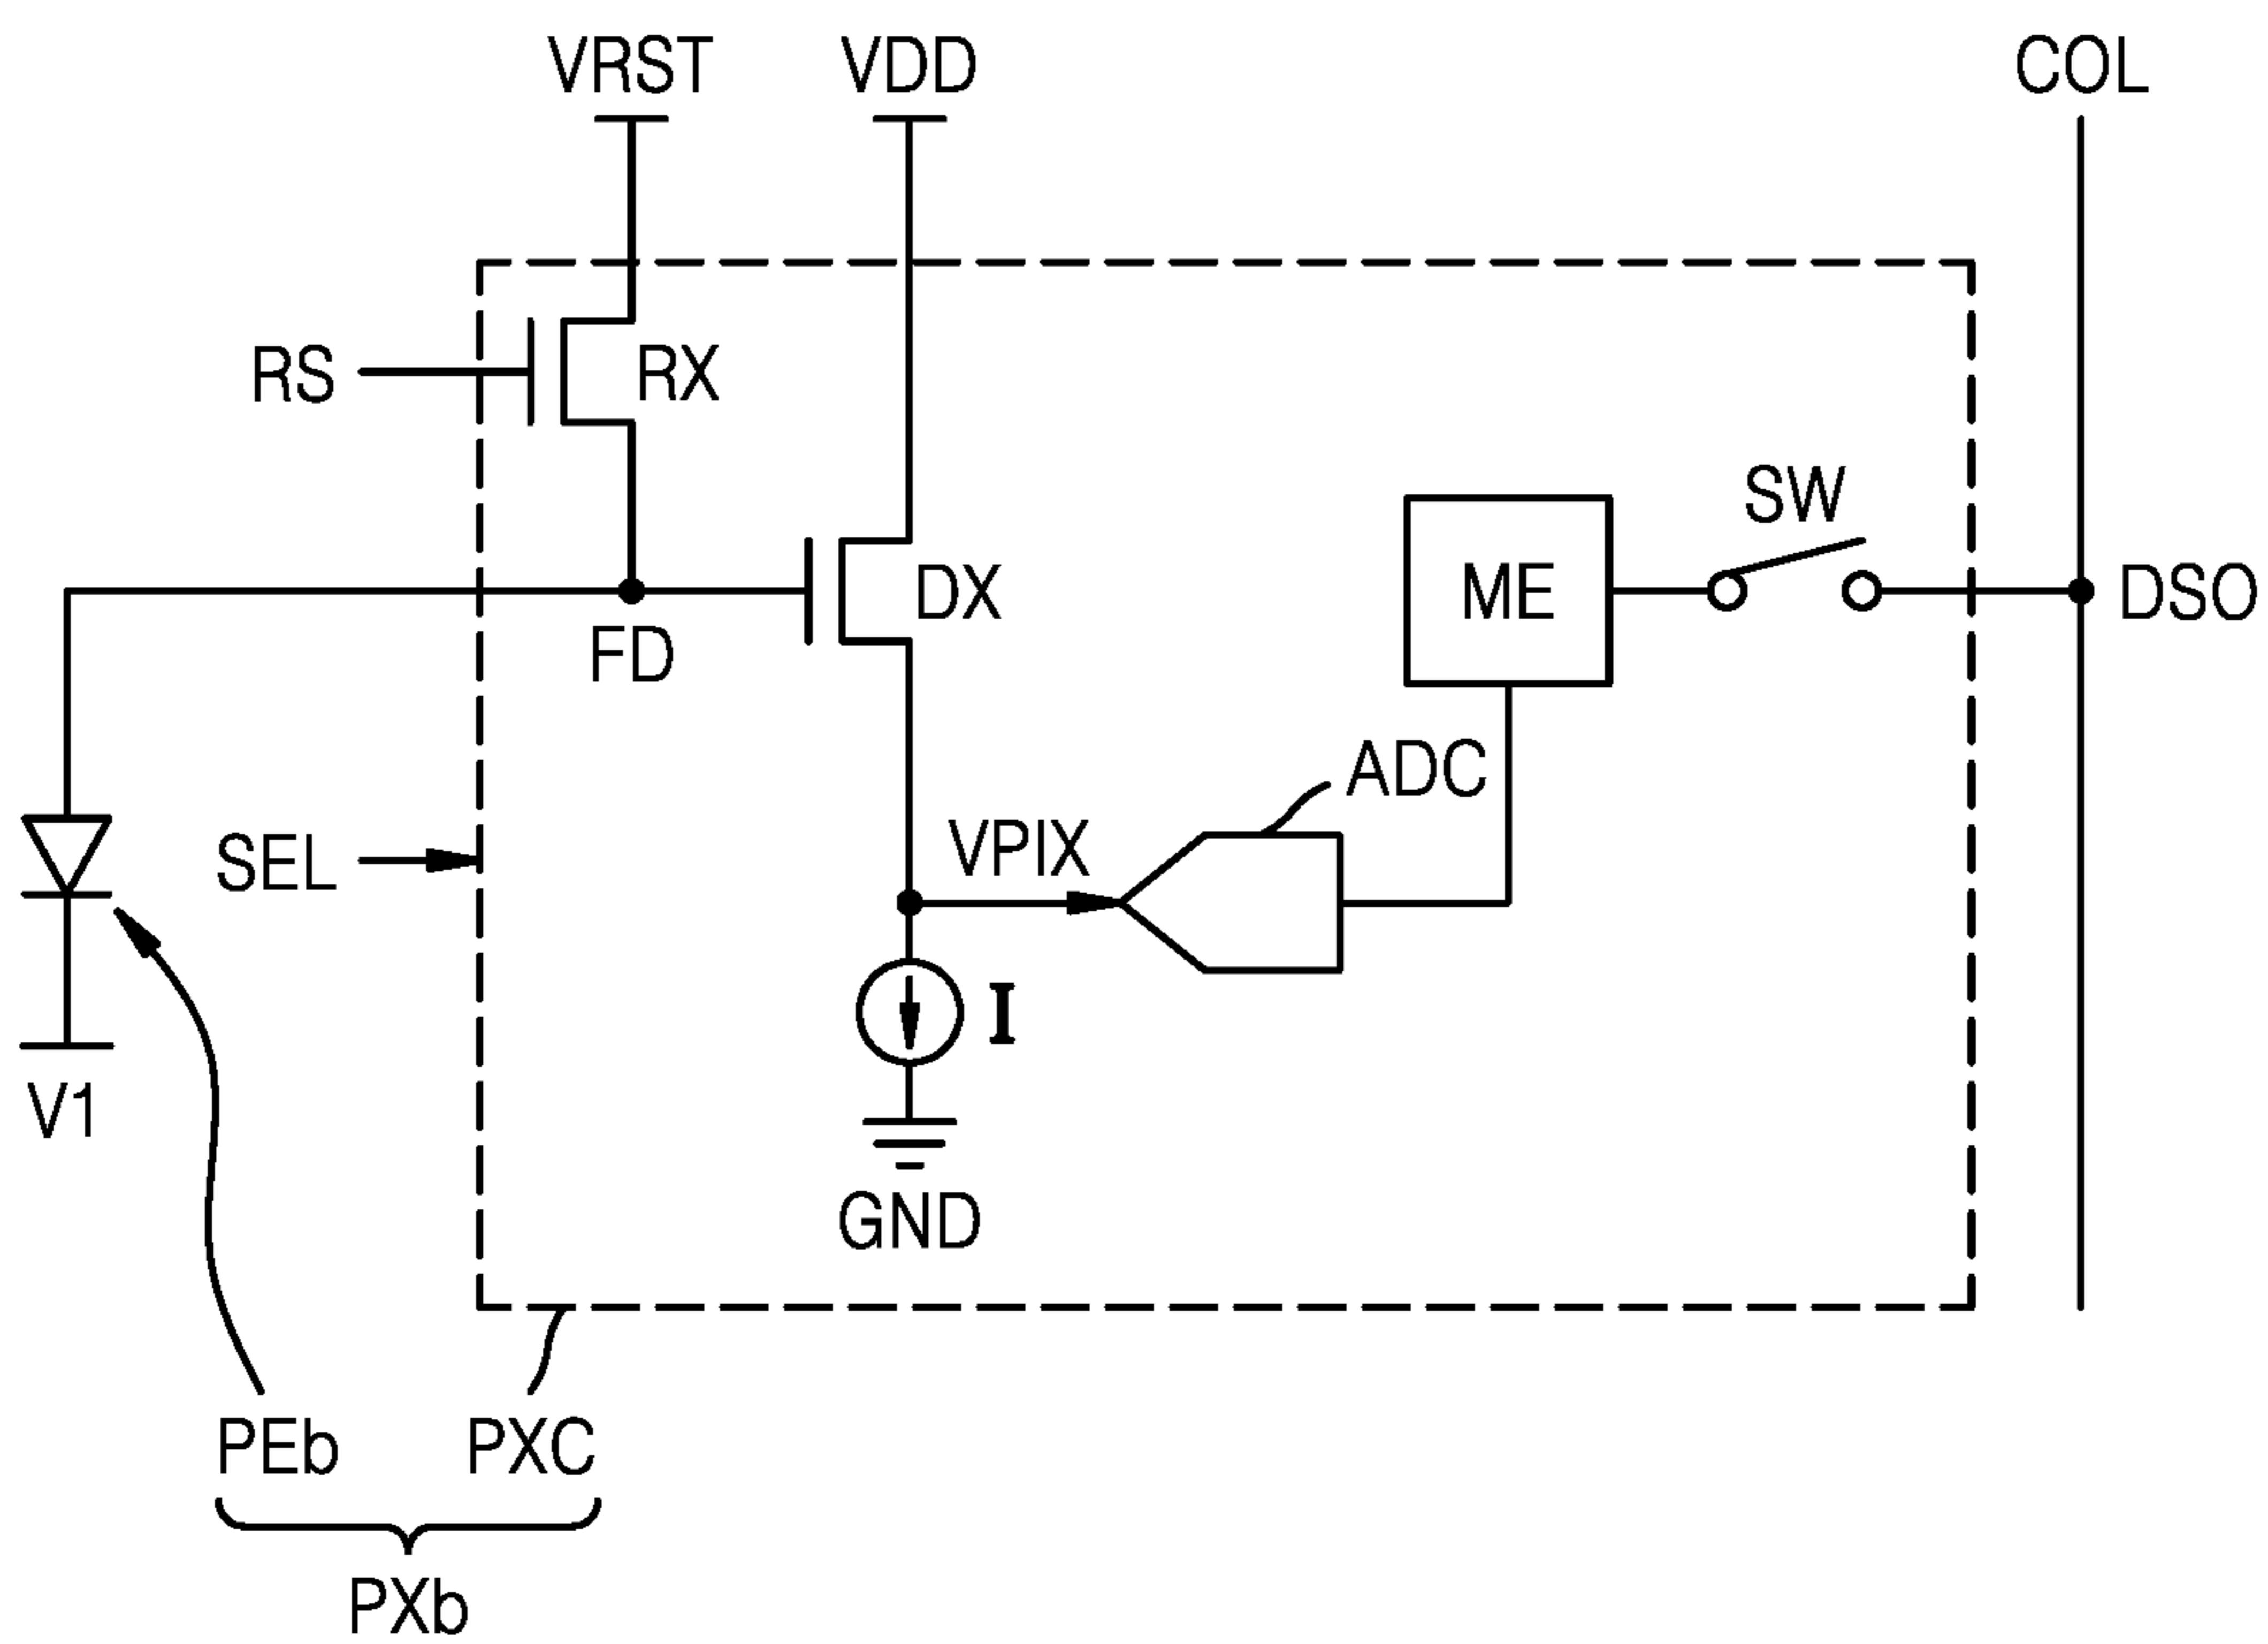 VRST
VDD
COL
RS
RX
SW
DX
ME
DSO
FD
ADC
VPIX
SEL
I
V1
GND
PEb
PXC
PXb